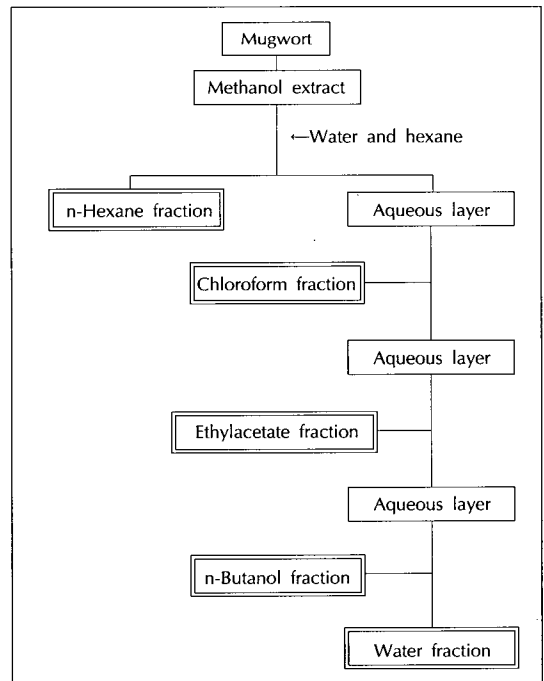 Mugwort
Methanol extract
←Water and hexane
n-Hexane fraction
Aqueous layer
Chloroform fraction
Aqueous layer
Ethylacetate fraction
Aqueous layer
n-Butanol fraction
Water fraction